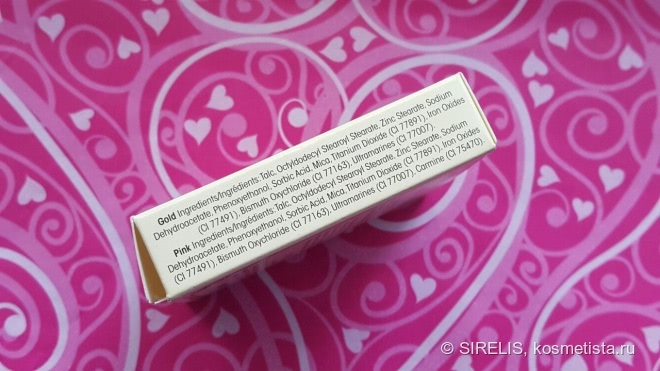 Gold Ingredients/Ingrédients:Talc, Octyldodecyl Stearoyl Stearate, Zinc Stearate, Sodium
Dehydroacetate, Phenoxyethanol, Sorbic Acid, Mica, Titanium Dioxide (CI 77891), Iron Oxides
(CI 77491), Bismuth Oxychloride (CI 77163), Ultramarines (CI 77007).
Pink Ingredients/Ingrédients:Talc, Octyldodecyl Stearoyl Stearate, Zinc Stearate, Sodium
Dehydroacetate, Phenoxyethanol, Sorbic Acid, Mica, Titanium Dioxide (CI 77891), Iron Oxides
(CI 77491), Bismuth Oxychloride (CI 77163), Ultramarines (CI 77007), Carmine (CI 75470).
© SIRELIS, kosmetista.ru